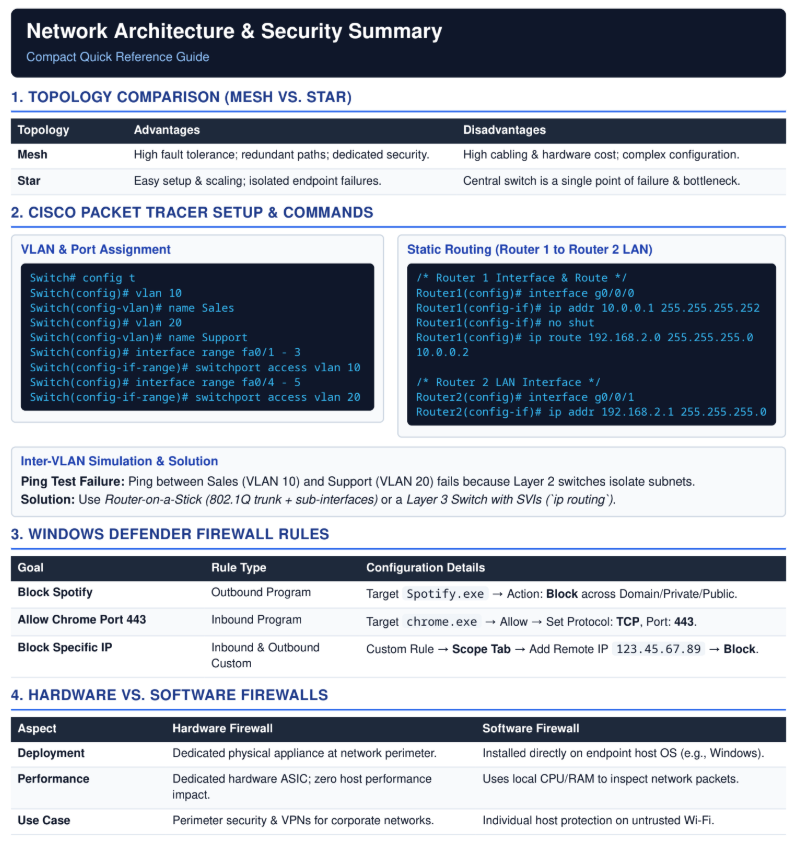 Network Architecture & Security Summary
Compact Quick Reference Guide
1. TOPOLOGY COMPARISON (MESH VS. STAR)
Topology Advantages Disadvantages
Mesh High fault tolerance; redundant paths; dedicated security. High cabling & hardware cost; complex configuration.
Star Easy setup & scaling; isolated endpoint failures. Central switch is a single point of failure & bottleneck.
2. CISCO PACKET TRACER SETUP & COMMANDS
VLAN & Port Assignment
Switch# config t
Switch(config)# vlan 10
Switch(config-vlan)# name Sales
Switch(config)# vlan 20
Switch(config-vlan)# name Support
Switch(config)# interface range fa0/1 - 3
Switch(config-if-range)# switchport access vlan 10
Switch(config)# interface range fa0/4 - 5
Switch(config-if-range)# switchport access vlan 20
Static Routing (Router 1 to Router 2 LAN)
/* Router 1 Interface & Route */
Router1(config)# interface g0/0/0
Router1(config-if)# ip addr 10.0.0.1 255.255.255.252
Router1(config-if)# no shut
Router1(config)# ip route 192.168.2.0 255.255.255.0
10.0.0.2
/* Router 2 LAN Interface */
Router2(config)# interface g0/0/1
Router2(config-if)# ip addr 192.168.2.1 255.255.255.0
Inter-VLAN Simulation & Solution
Ping Test Failure: Ping between Sales (VLAN 10) and Support (VLAN 20) fails because Layer 2 switches isolate subnets.
Solution: Use Router-on-a-Stick (802.1Q trunk + sub-interfaces) or a Layer 3 Switch with SVIs (`ip routing`).
3. WINDOWS DEFENDER FIREWALL RULES
Goal Rule Type Configuration Details
Block Spotify Outbound Program Target Spotify.exe → Action: Block across Domain/Private/Public.
Allow Chrome Port 443 Inbound Program Target chrome.exe → Allow → Set Protocol: TCP, Port: 443.
Block Specific IP Inbound & Outbound Custom Rule → Scope Tab → Add Remote IP 123.45.67.89 → Block.
Custom
4. HARDWARE VS. SOFTWARE FIREWALLS
Aspect Hardware Firewall Software Firewall
Deployment Dedicated physical appliance at network perimeter. Installed directly on endpoint host OS (e.g., Windows).
Performance Dedicated hardware ASIC; zero host performance Uses local CPU/RAM to inspect network packets.
impact.
Use Case Perimeter security & VPNs for corporate networks. Individual host protection on untrusted Wi-Fi.